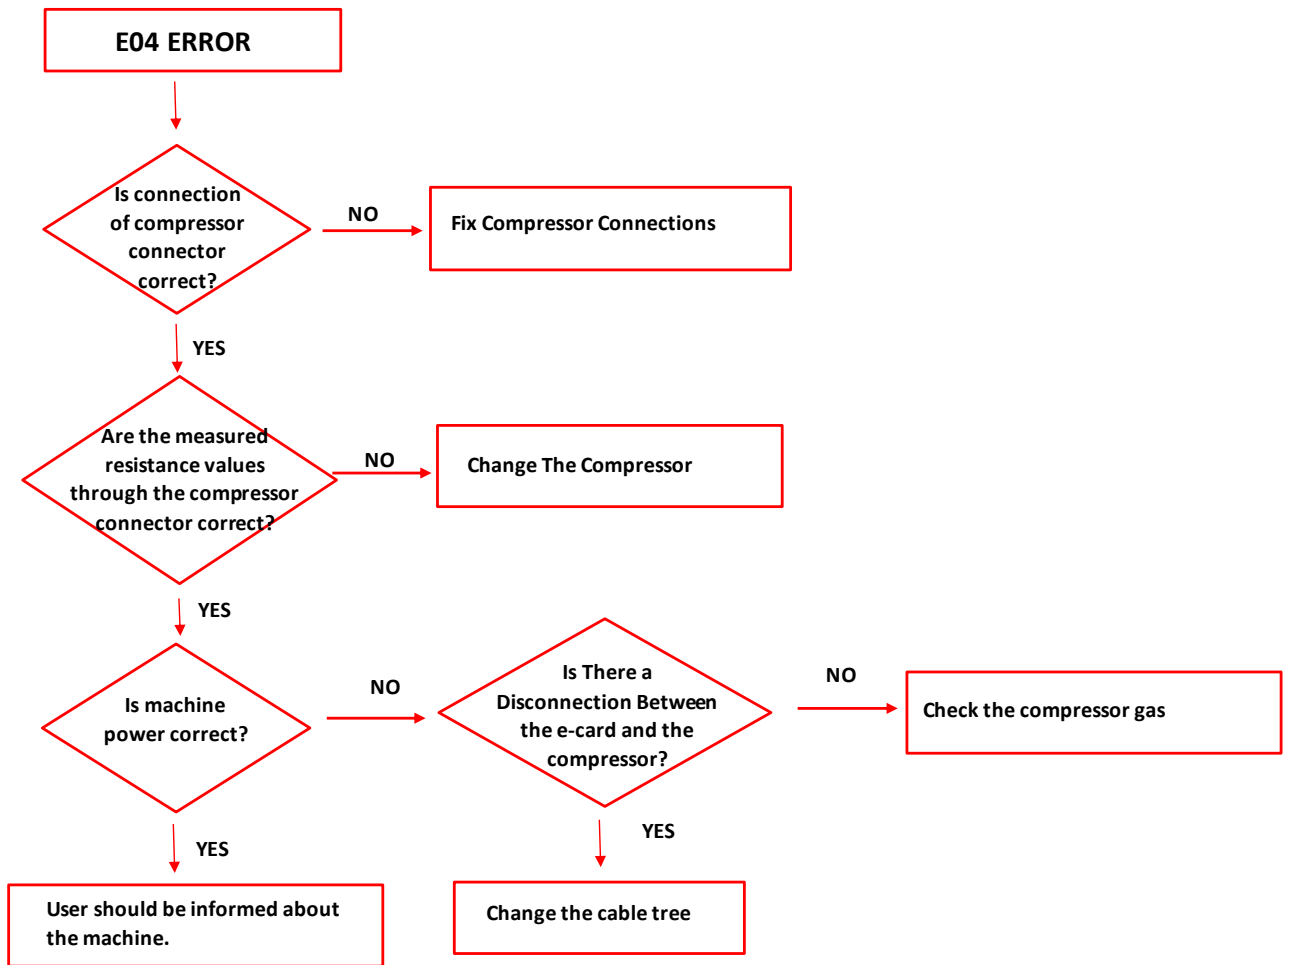 E04 ERROR
Is connection
of compressor
connector
correct?
NO
Fix Compressor Connections
YES
Are the measured
resistance values
through the compressor
connector correct?
NO
Change The Compressor
YES
Is machine
power correct?
NO
Is There a
Disconnection Between
the e-card and the
compressor?
NO
Check the compressor gas
YES
User should be informed about
the machine.
YES
Change the cable tree